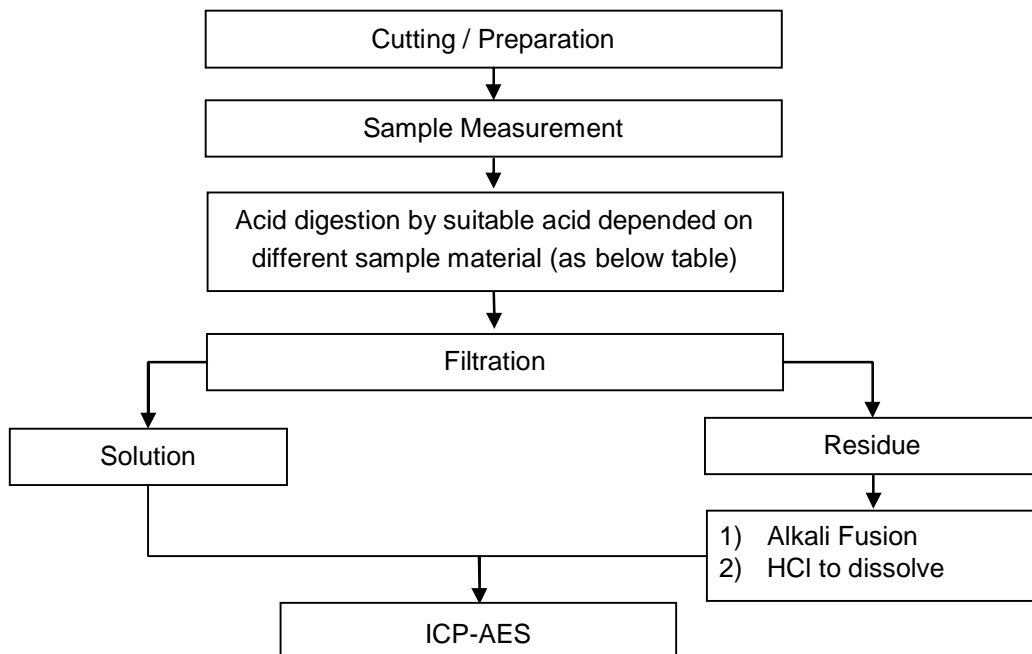 Cutting / Preparation
Sample Measurement
Acid digestion by suitable acid depended on
different sample material (as below table)
Filtration
Solution
Residue
1) Alkali Fusion
2) HCl to dissolve
ICP-AES